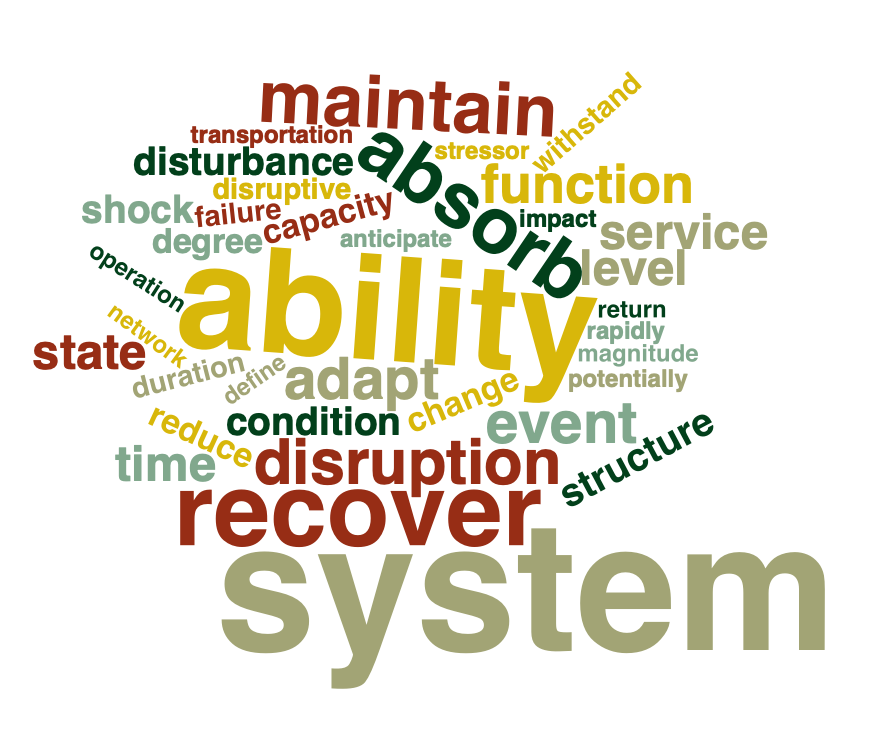 maintain
withstand
transportation
absorb
stressor
disturbance
function
disruptive
capacity
shock
failure
impact
service
degree
anticipate
level
operation
ability
return
network
rapidly
state
magnitude
duration
define
adapt
change
potentially
reduce
condition
event
structure
time
disruption
recover
system